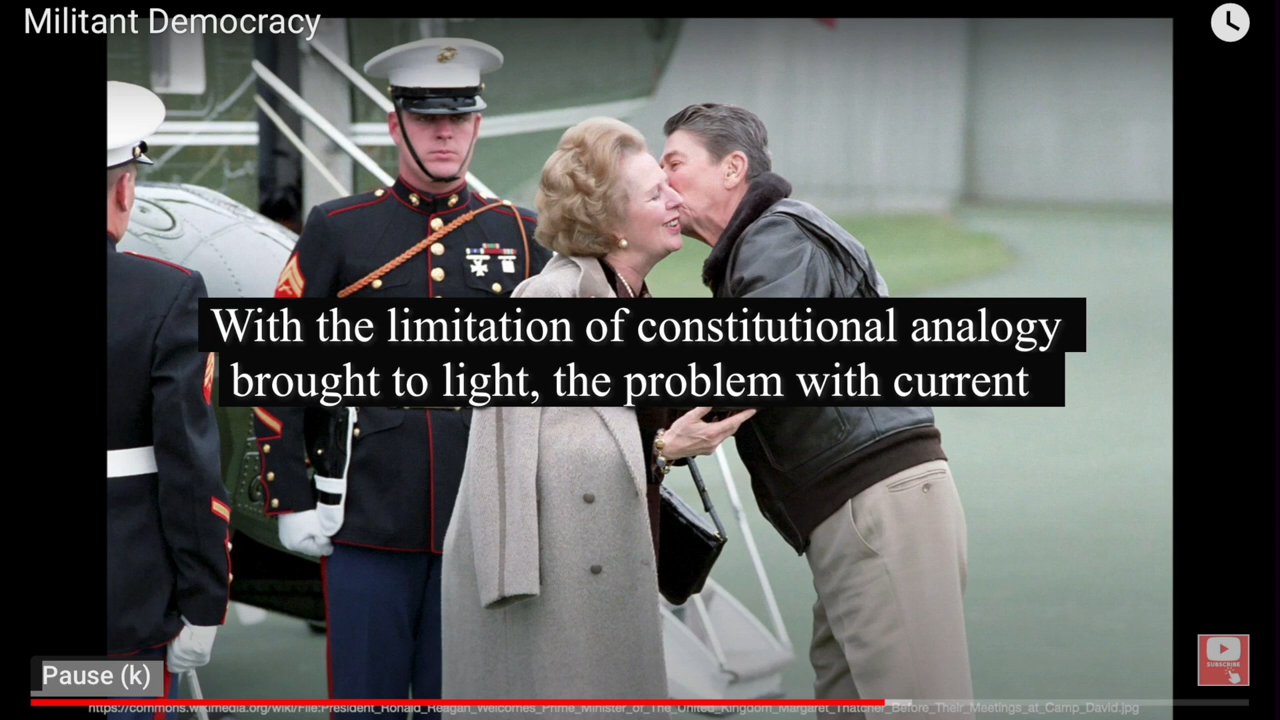 Militant Democracy
With the limitation of constitutional analogy
brought to light, the problem with current
SUBSCRIBE
Pause (k)
https://commons.wikimedia.org/wiki/File:President_Ronald_Reagan_Welcomes_Prime_Minister_of_The_United_Kingdom_Margaret_Thatcher_Before_Their_Meetings_at_Camp_David.jpg